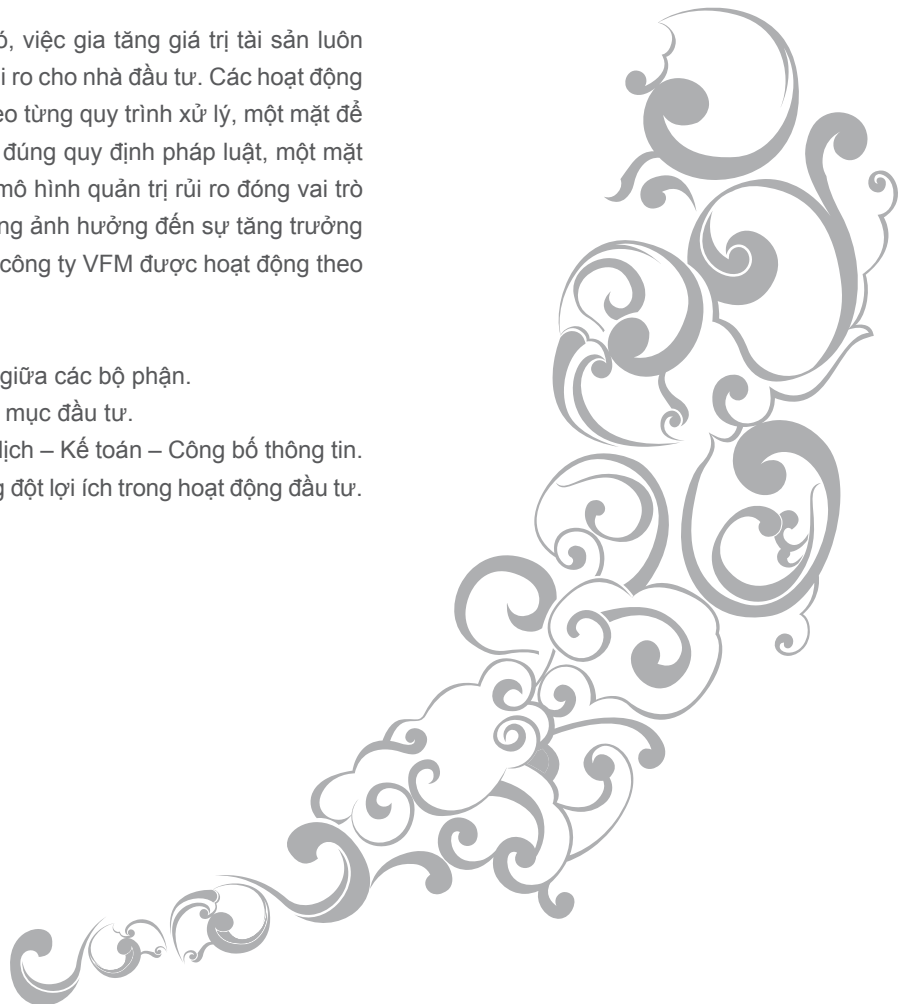 ó, việc gia tăng giá trị tài sản luôn
i ro cho nhà đầu tư. Các hoạt động
eo từng quy trình xử lý, một mặt để
đúng quy định pháp luật, một mặt
mô hình quản trị rủi ro đóng vai trò
ng ảnh hưởng đến sự tăng trưởng
công ty VFM được hoạt động theo
giữa các bộ phận.
mục đầu tư.
lịch – Kế toán – Công bố thông tin.
g đột lợi ích trong hoạt động đầu tư.